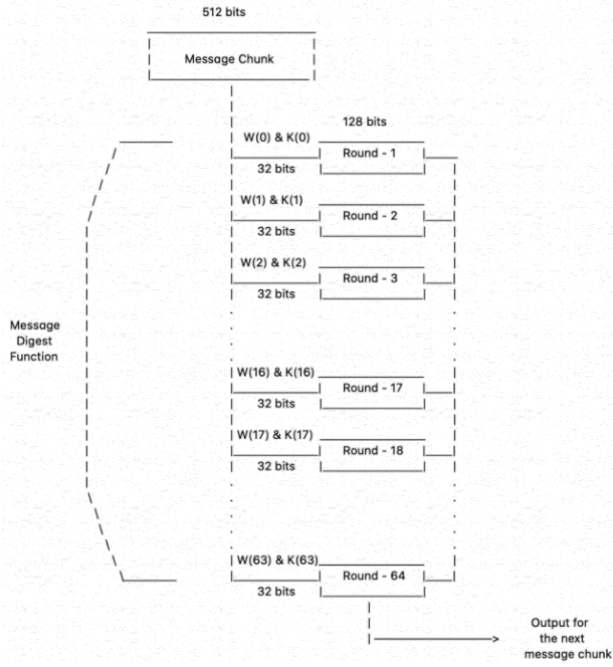 512 bits
Message Chunk
128 bits
W(0) & K(0)
Round - 1
32 bits
W(1) & K(1)
Round - 2
32 bits
W(2) & K(2)
Round - 3
32 bits
Message
Digest
Function
W(16) & K(16)
Round - 17
32 bits
W(17) & K(17)
Round - 18
32 bits
W(63) & K(63)
Round - 64
32 bits
Output for
the next
message chunk